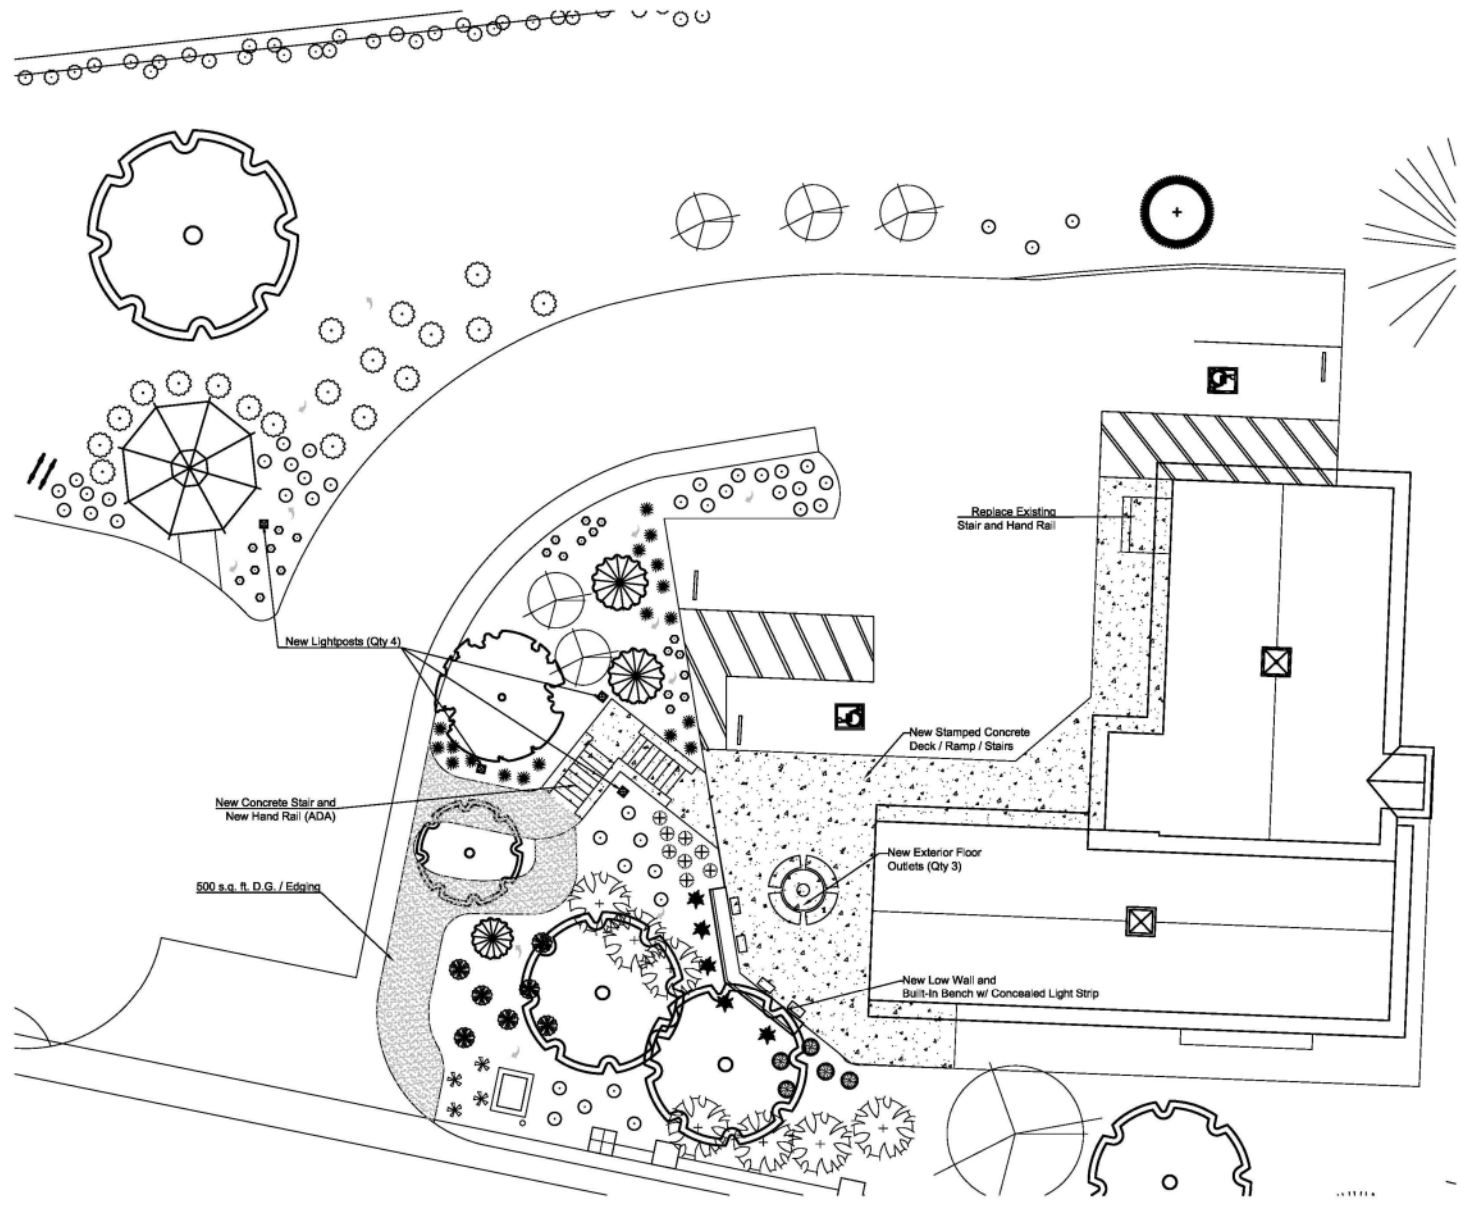 Replace Existing
Stair and Hand Rail
New Lightposts (Qty 4)
New Stamped Concrete
Deck / Ramp / Stairs
New Concrete Stair and
New Hand Rail (ADA)
New Exterior Floor
Outlets (Qty 3)
500 s.q. ft. D.G. / Edging
New Low Wall and
Built-In Bench w/ Concealed Light Strip